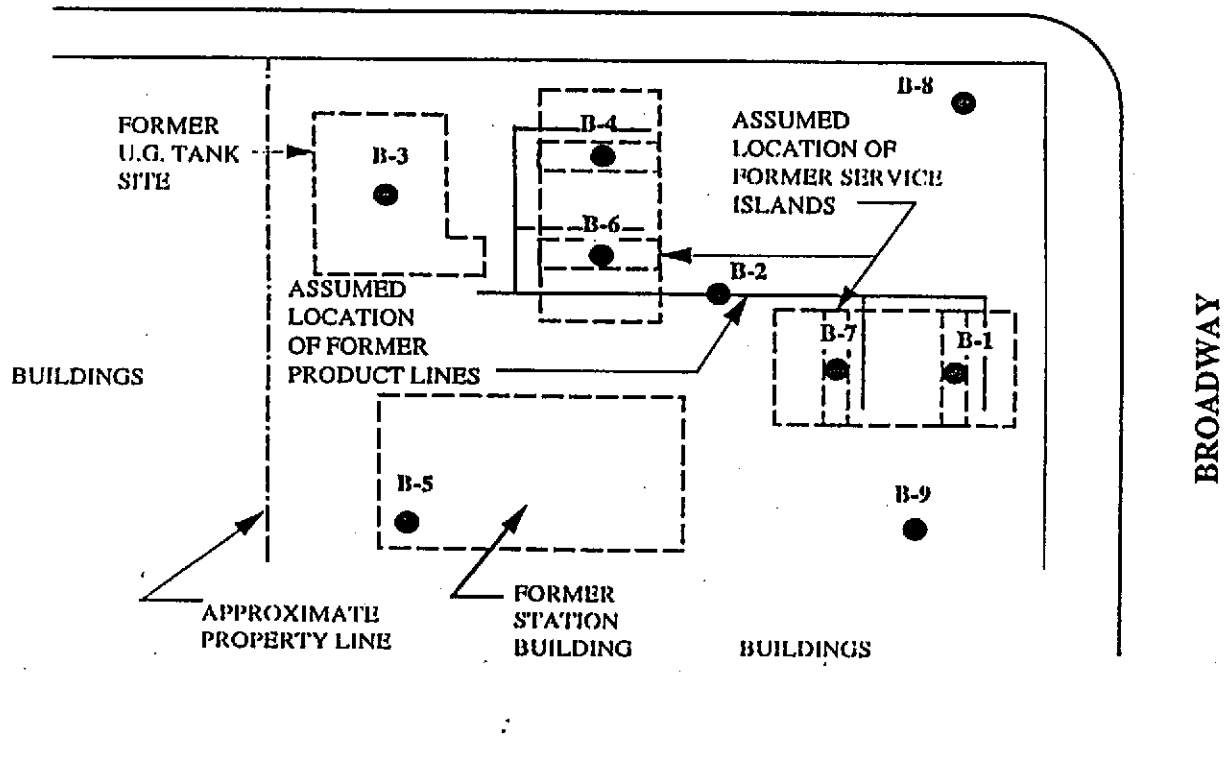 B-8
FORMER
U.G. TANK
SITE
B-3
B-4
ASSUMED
LOCATION OF
FORMER SERVICE
ISLANDS
B-6
B-2
ASSUMED
LOCATION
OF FORMER
PRODUCT LINES
B-7
B-1
BUILDINGS
BROADWAY
B-5
B-9
APPROXIMATE
PROPERTY LINE
FORMER
STATION
BUILDING
BUILDINGS